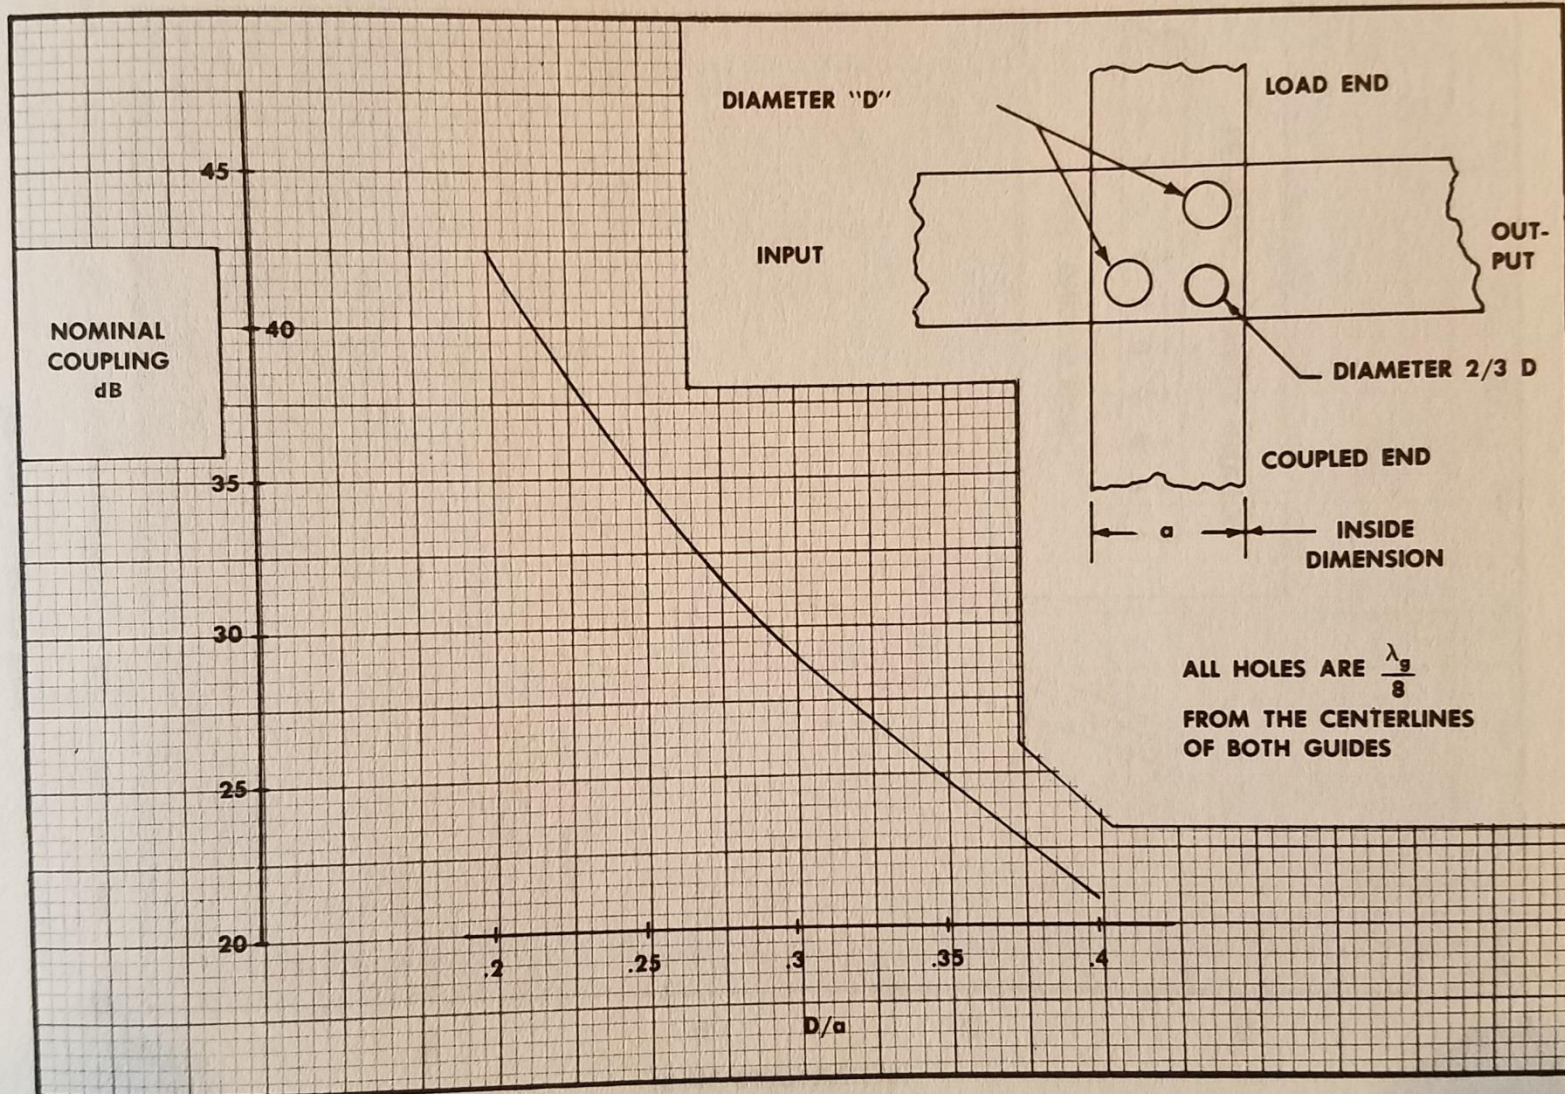 DIAMETER "D"
LOAD END
INPUT
OUT-
PUT
DIAMETER 2/3 D
COUPLED END
a
INSIDE
DIMENSION
ALL HOLES ARE λg/8
FROM THE CENTERLINES
OF BOTH GUIDES
NOMINAL
COUPLING
dB
45
40
35
30
25
20
.2 .25 .3 .35 .4
D/a